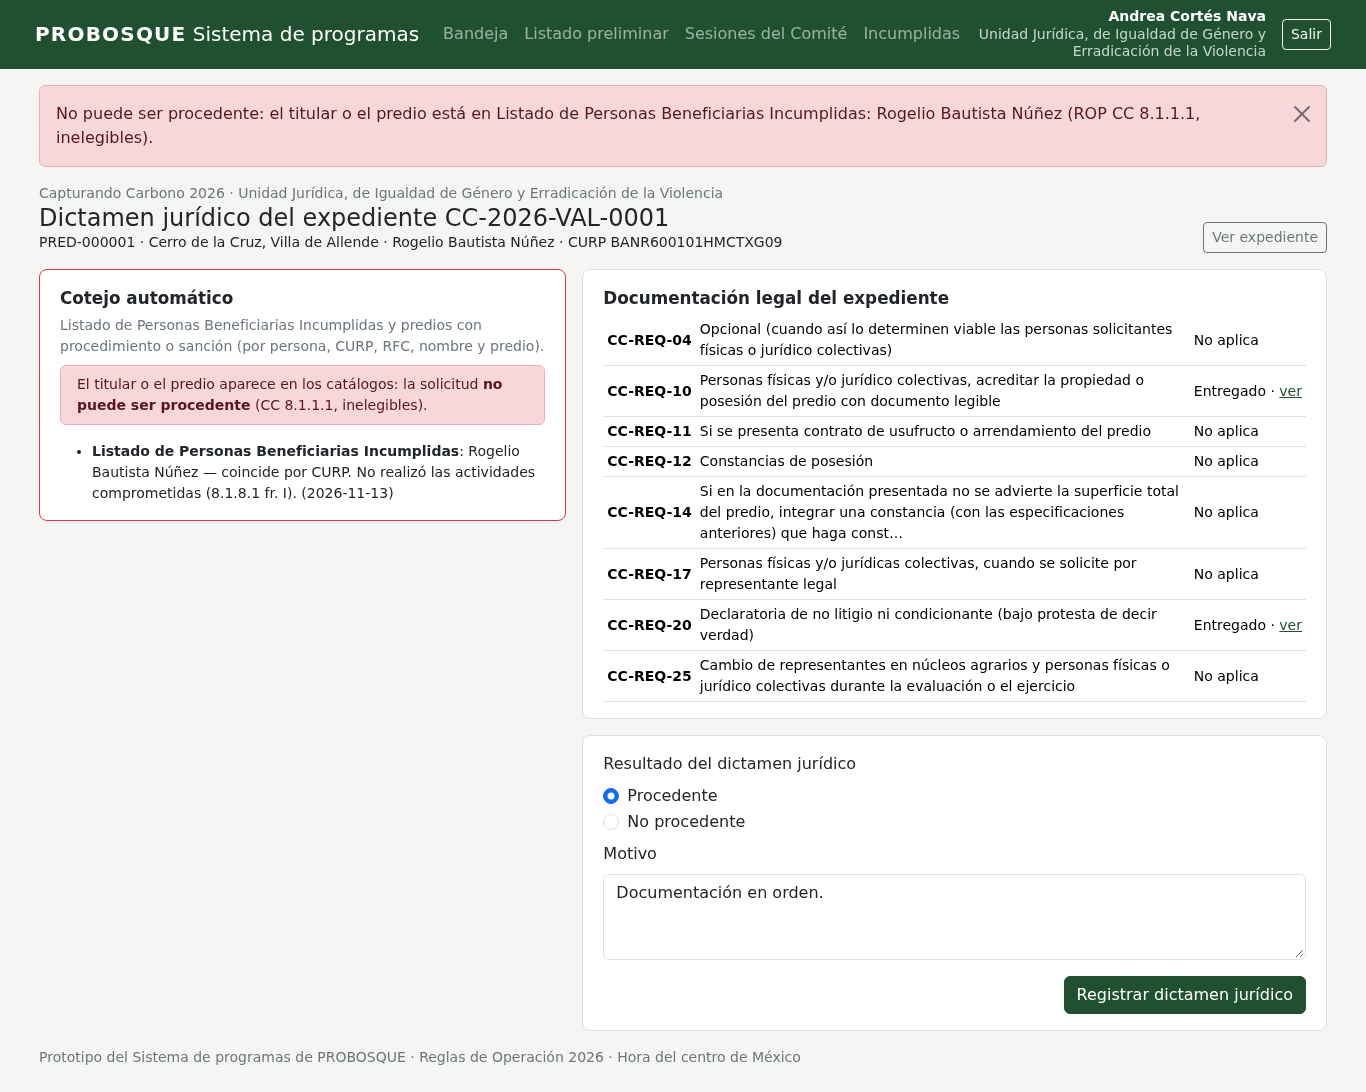 PROBOSQUE Sistema de programas
Bandeja
Listado preliminar
Sesiones del Comité
Incumplidas
Andrea Cortés Nava
Unidad Jurídica, de Igualdad de Género y
Erradicación de la Violencia
Salir
No puede ser procedente: el titular o el predio está en Listado de Personas Beneficiarias Incumplidas: Rogelio Bautista Núñez (ROP CC 8.1.1.1,
inelegibles).
Capturando Carbono 2026 · Unidad Jurídica, de Igualdad de Género y Erradicación de la Violencia
Dictamen jurídico del expediente CC-2026-VAL-0001
PRED-000001 · Cerro de la Cruz, Villa de Allende · Rogelio Bautista Núñez · CURP BANR600101HMCTXG09
Ver expediente
Cotejo automático
Listado de Personas Beneficiarias Incumplidas y predios con
procedimiento o sanción (por persona, CURP, RFC, nombre y predio).
El titular o el predio aparece en los catálogos: la solicitud no
puede ser procedente (CC 8.1.1.1, inelegibles).
• Listado de Personas Beneficiarias Incumplidas: Rogelio
Bautista Núñez — coincide por CURP. No realizó las actividades
comprometidas (8.1.8.1 fr. I). (2026-11-13)
Documentación legal del expediente
CC-REQ-04 Opcional (cuando así lo determinen viable las personas solicitantes
físicas o jurídico colectivas) No aplica
CC-REQ-10 Personas físicas y/o jurídico colectivas, acreditar la propiedad o
posesión del predio con documento legible Entregado · ver
CC-REQ-11 Si se presenta contrato de usufructo o arrendamiento del predio No aplica
CC-REQ-12 Constancias de posesión No aplica
CC-REQ-14 Si en la documentación presentada no se advierte la superficie total
del predio, integrar una constancia (con las especificaciones
anteriores) que haga const… No aplica
CC-REQ-17 Personas físicas y/o jurídicas colectivas, cuando se solicite por
representante legal No aplica
CC-REQ-20 Declaratoria de no litigio ni condicionante (bajo protesta de decir
verdad) Entregado · ver
CC-REQ-25 Cambio de representantes en núcleos agrarios y personas físicas o
jurídico colectivas durante la evaluación o el ejercicio No aplica
Resultado del dictamen jurídico
Procedente
No procedente
Motivo
Documentación en orden.
Registrar dictamen jurídico
Prototipo del Sistema de programas de PROBOSQUE · Reglas de Operación 2026 · Hora del centro de México